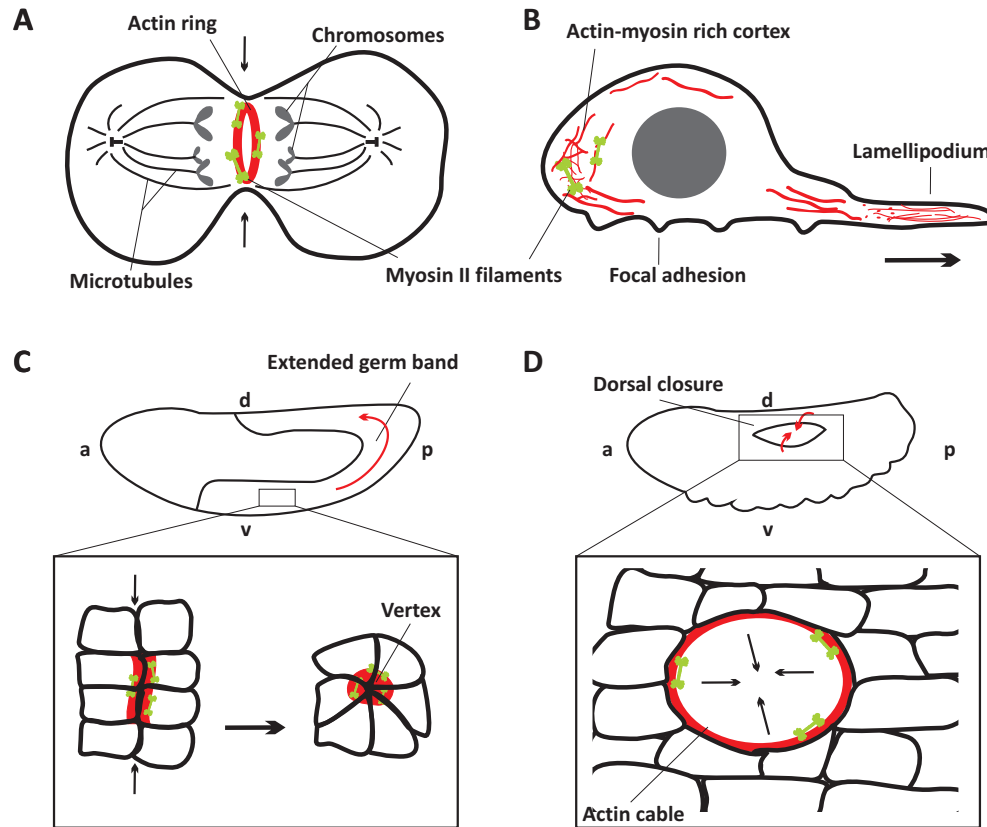 A
Actin ring
Chromosomes
Microtubules
Myosin II filaments
B
Actin-myosin rich cortex
Lamellipodium
Focal adhesion
C
Extended germ band
d
a
p
v
Vertex
D
Dorsal closure
d
a
p
v
Actin cable